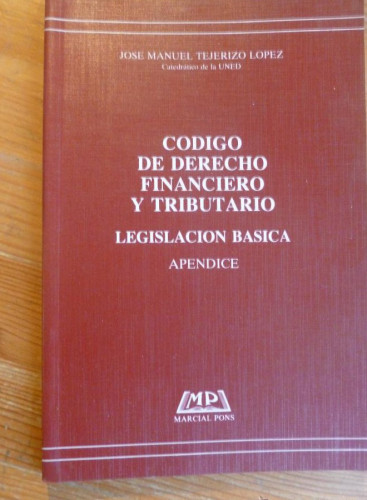 JOSE MANUEL TEJERIZO LOPEZ
Catedrático de la UNED
CODIGO
DE DERECHO
FINANCIERO
Y TRIBUTARIO
LEGISLACION BASICA
APENDICE
MP
MARCIAL PONS